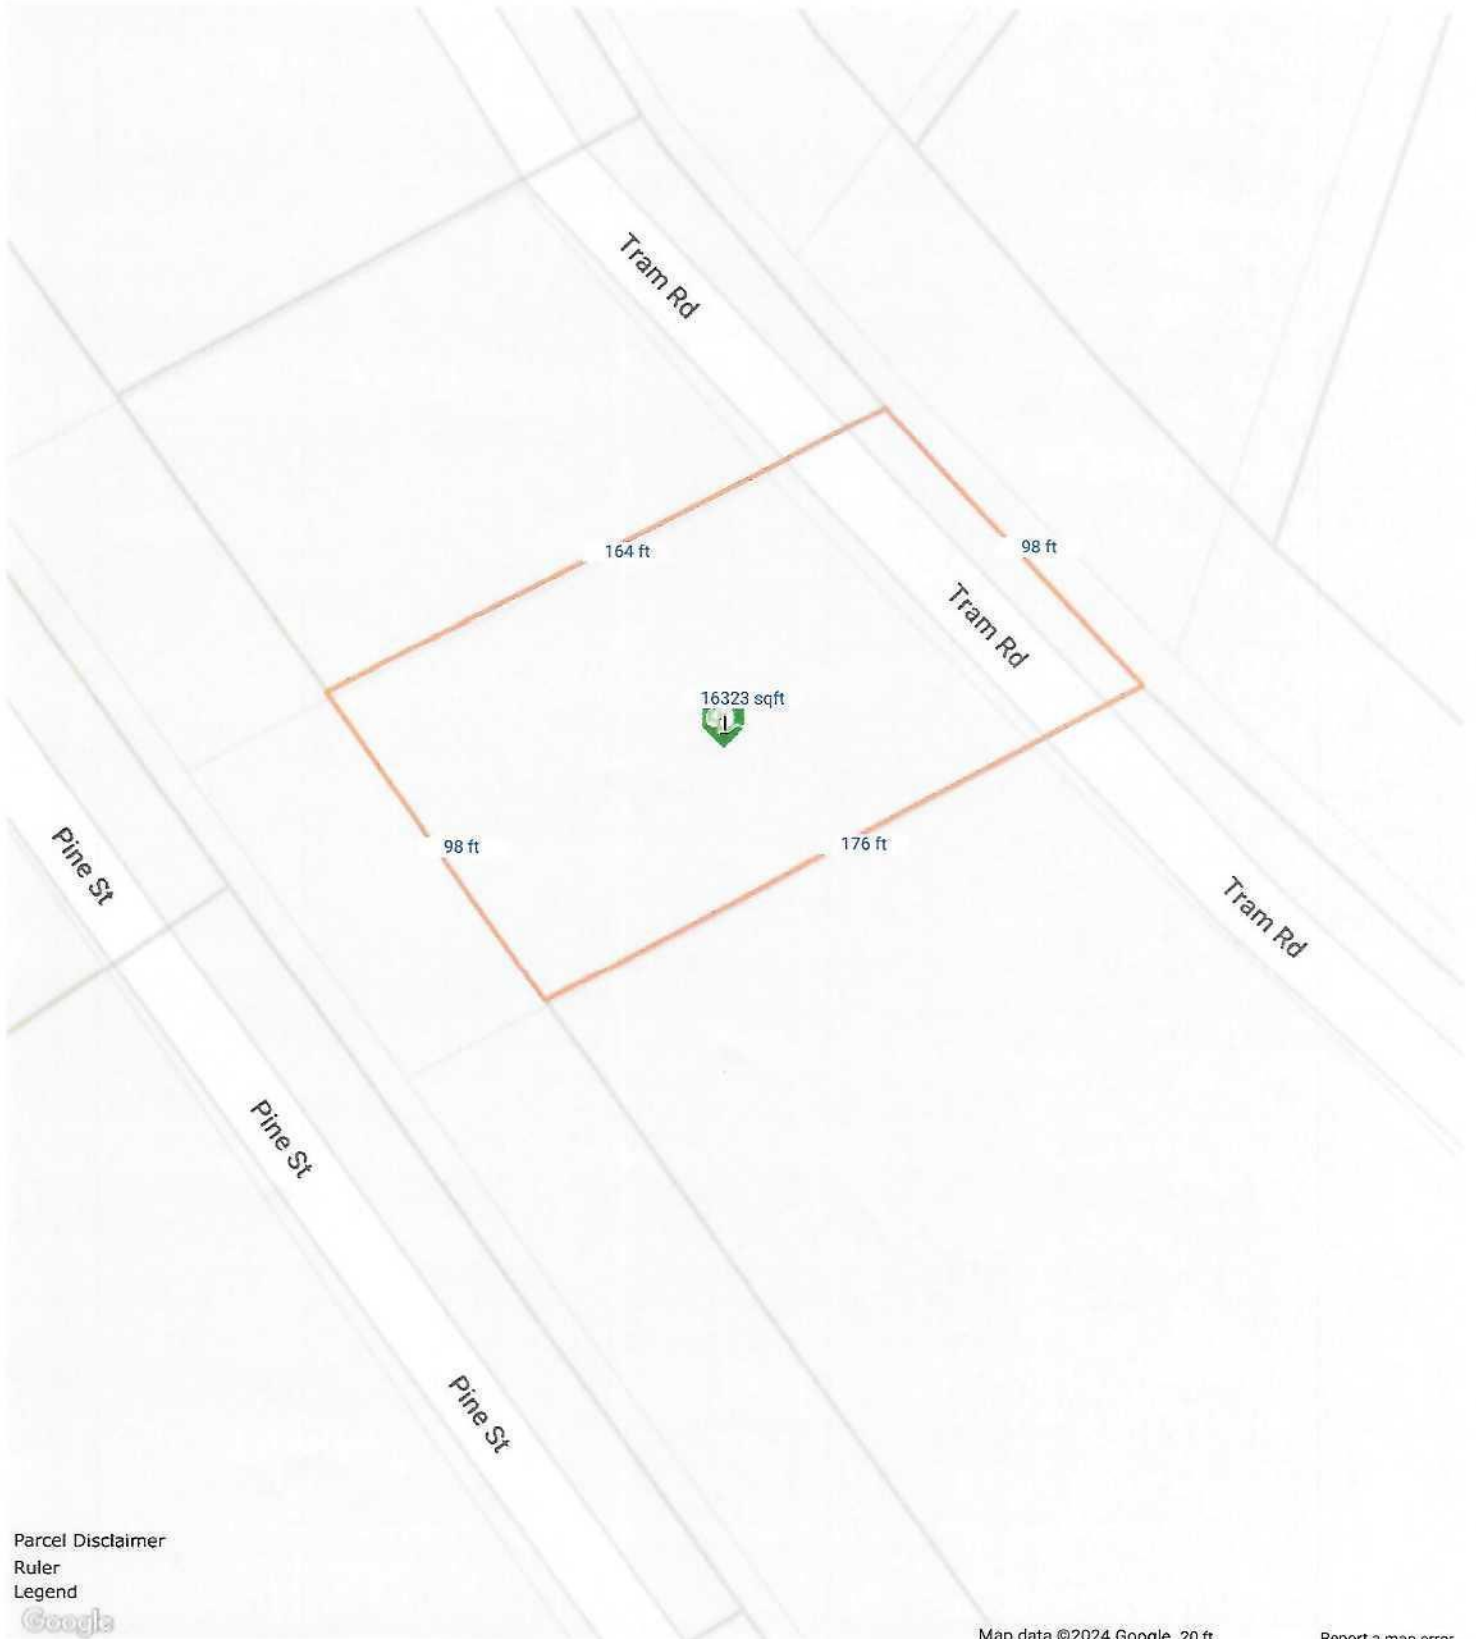 Tram Rd
164 ft
98 ft
Tram Rd
16323 sqft
1
98 ft
176 ft
Pine St
Tram Rd
Pine St
Pine St
Parcel Disclaimer
Ruler
Legend
Google
Map data ©2024 Google 20 ft
Report a map error